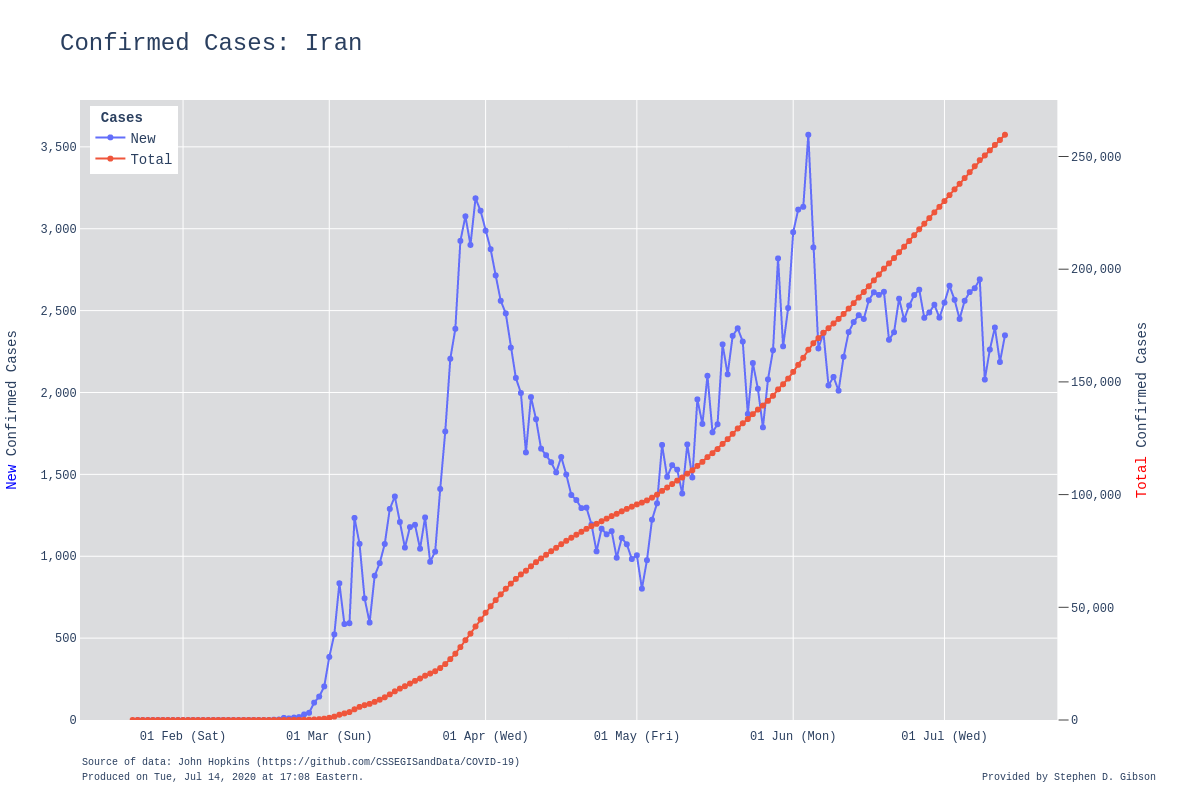 Confirmed Cases: Iran
Cases
New
Total
3,500
3,000
2,500
2,000
1,500
1,000
500
0
250,000
200,000
150,000
100,000
50,000
0
New Confirmed Cases
Total Confirmed Cases
01 Feb (Sat)
01 Mar (Sun)
01 Apr (Wed)
01 May (Fri)
01 Jun (Mon)
01 Jul (Wed)
Source of data: John Hopkins (https://github.com/CSSEGISandData/COVID-19)
Produced on Tue, Jul 14, 2020 at 17:08 Eastern.
Provided by Stephen D. Gibson